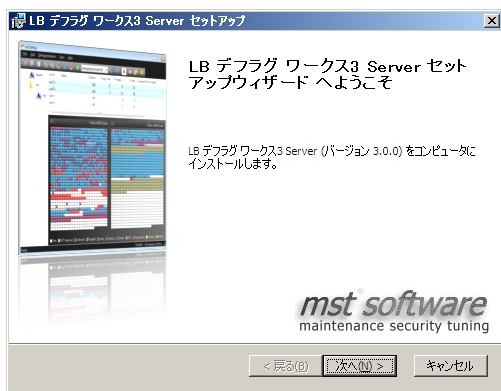 LB デフラグ ワークス3 Server セットアップ
LB デフラグ ワークス3 Server セット
アップウィザード へようこそ
LB デフラグ ワークス3 Server (バージョン 3.0.0) をコンピュータに
インストールします。
mst software
maintenance security tuning
< 戻る(B)
次へ(N) >
キャンセル